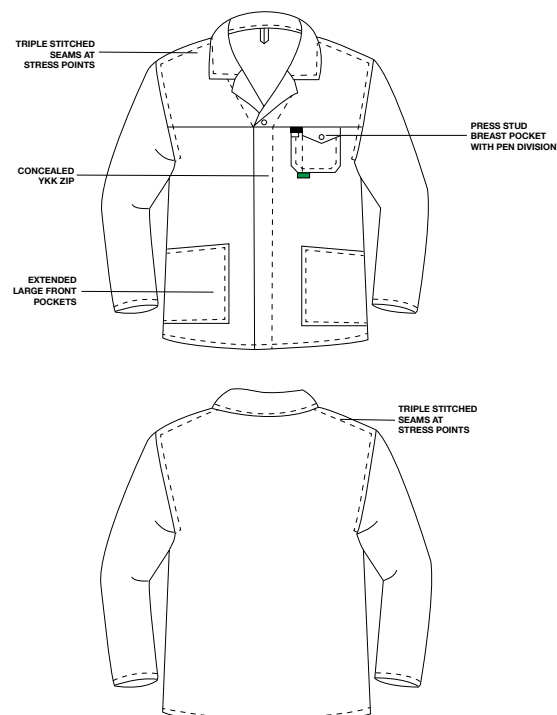 TRIPLE STITCHED
SEAMS AT
STRESS POINTS
PRESS STUD
BREAST POCKET
WITH PEN DIVISION
CONCEALED
YKK ZIP
EXTENDED
LARGE FRONT
POCKETS
TRIPLE STITCHED
SEAMS AT
STRESS POINTS